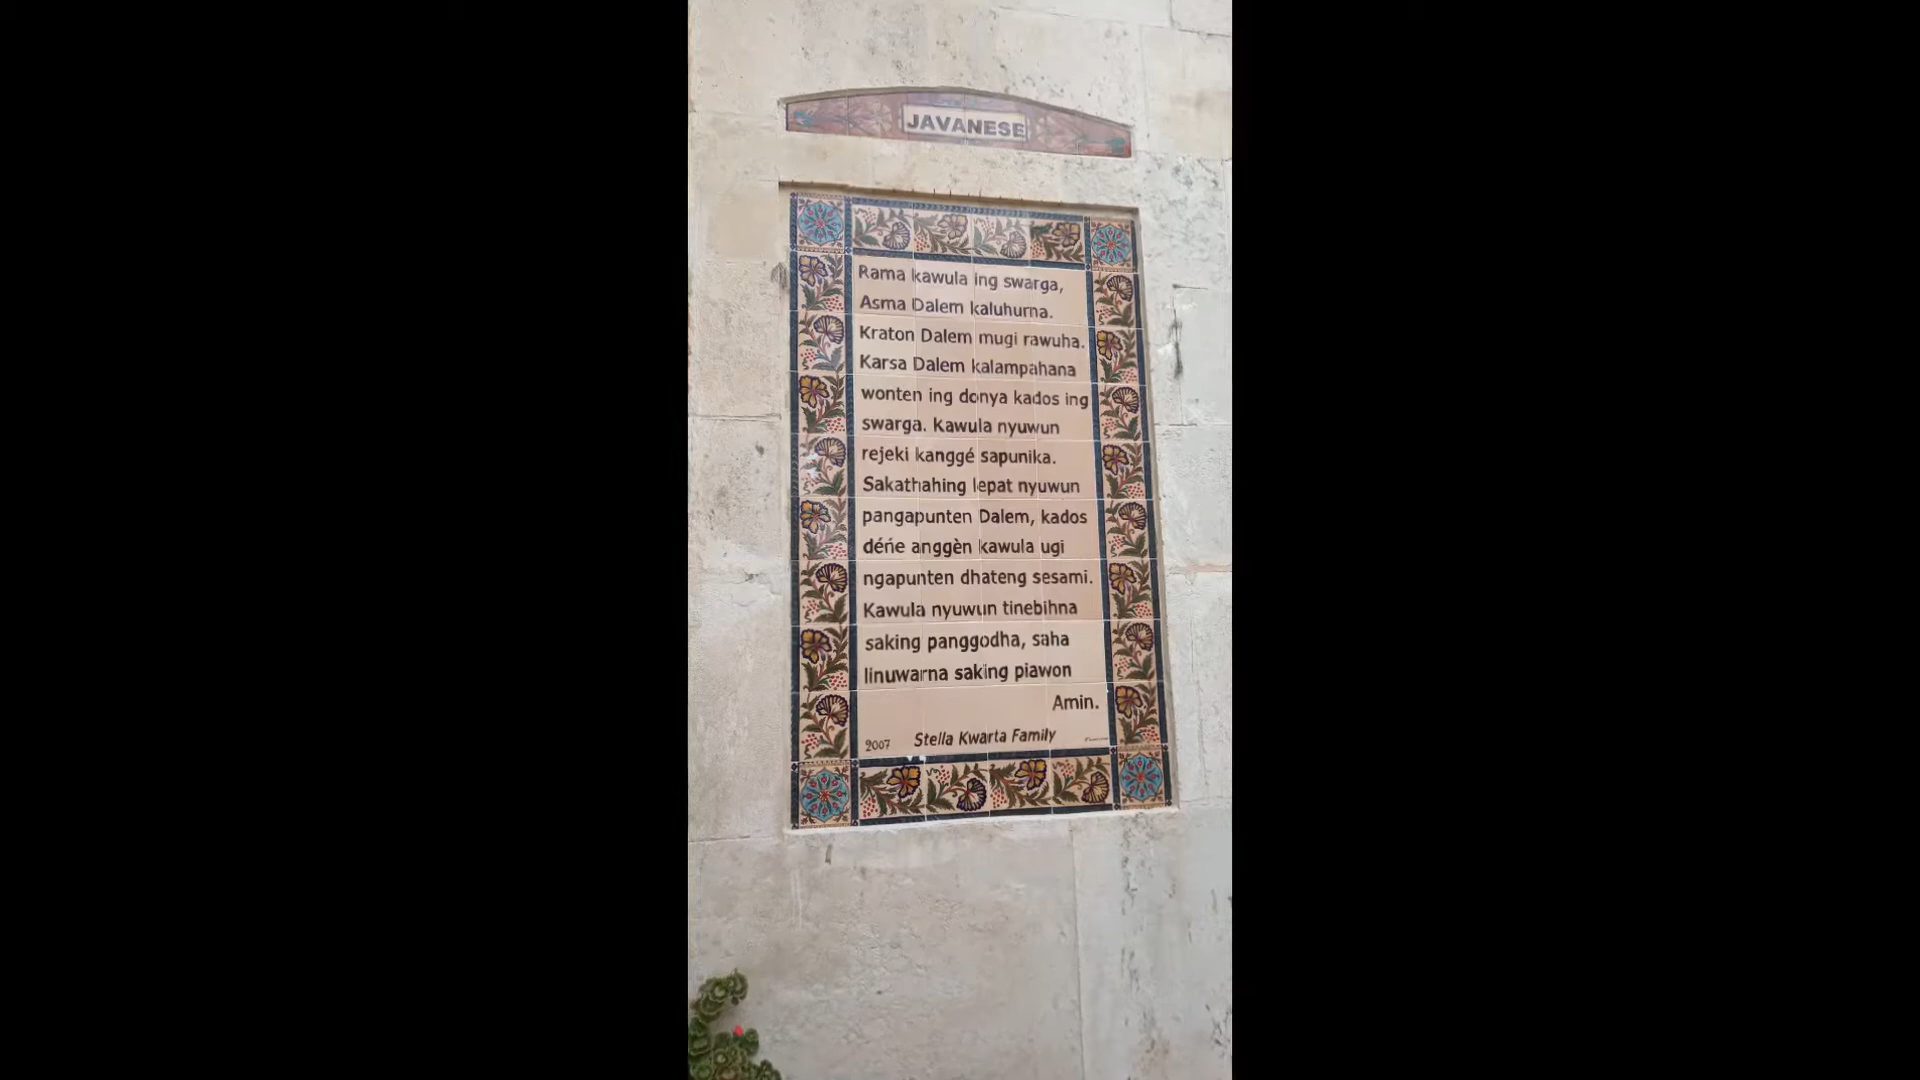 JAVANESE
Rama kawula ing swarga,
Asma Dalem kaluhurna.
Kraton Dalem mugi rawuha.
Karsa Dalem kalampahana
wonten ing donya kados ing
swarga. Kawula nyuwun
rejeki kanggé sapunika.
Sakathahing lepat nyuwun
pangapunten Dalem, kados
déńe anggèn kawula ugi
ngapunten dhateng sesami.
Kawula nyuwun tinebihna
saking panggodha, saha
linuwarna saking piawon
Amin.
2007 Stella Kwarta Family